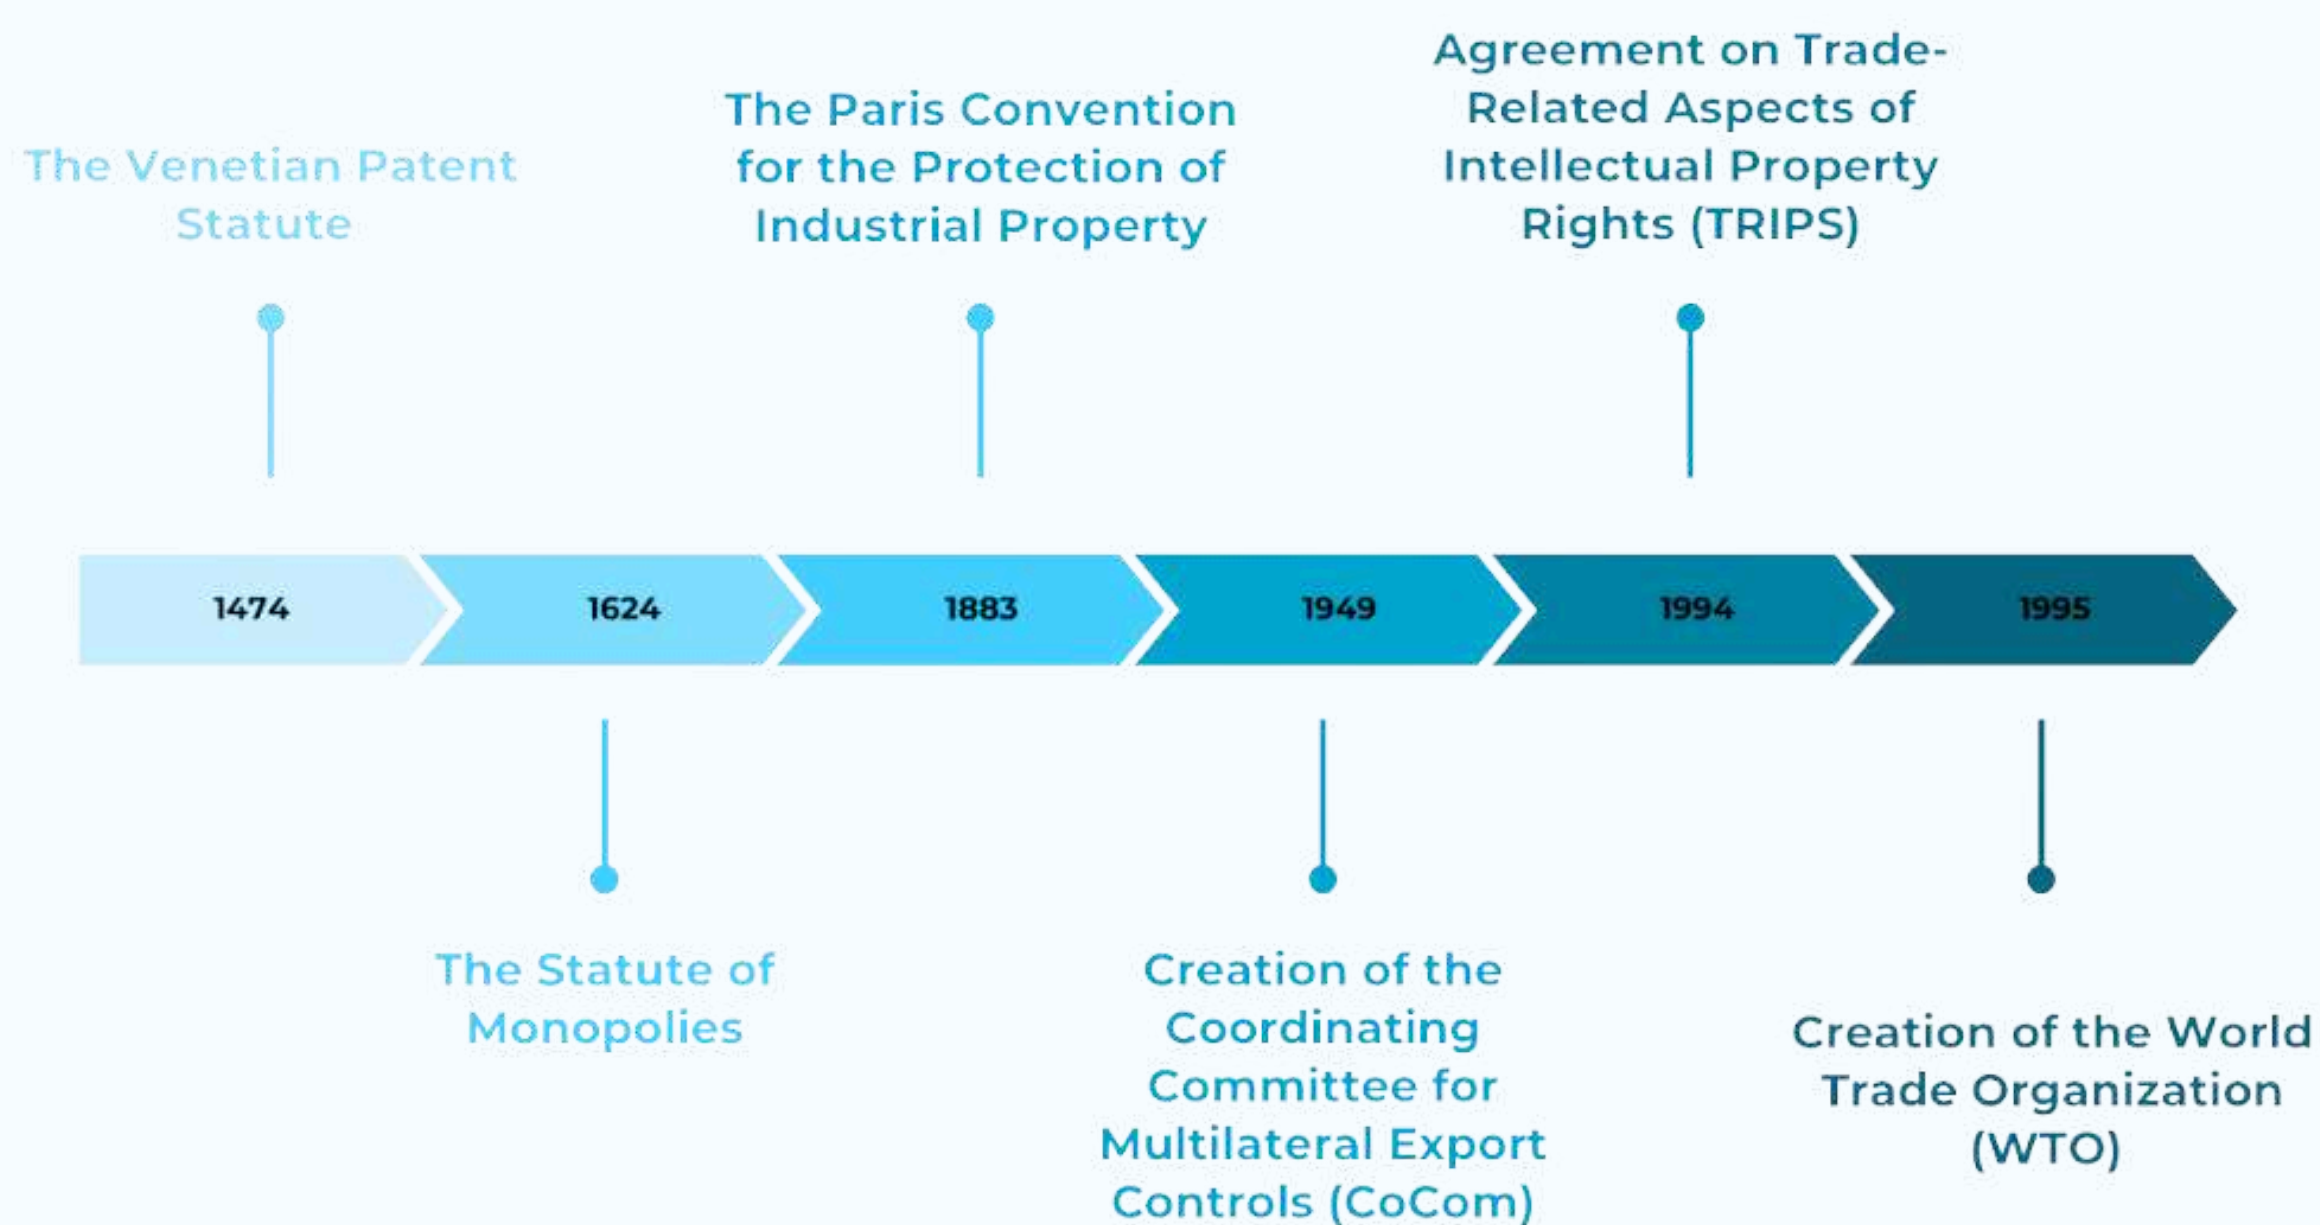 The Venetian Patent
Statute
The Paris Convention
for the Protection of
Industrial Property
Agreement on Trade-
Related Aspects of
Intellectual Property
Rights (TRIPS)
1474
1624
1883
1949
1994
1995
The Statute of
Monopolies
Creation of the
Coordinating
Committee for
Multilateral Export
Controls (CoCom)
Creation of the World
Trade Organization
(WTO)